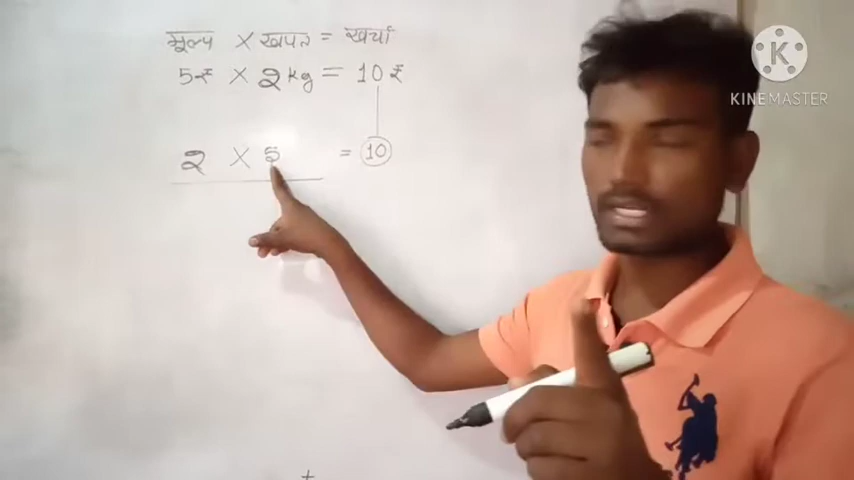 मूल्य × खपत = खर्चा
5₹ × 2kg = 10₹
2 × 5 = 10
+
KINEMASTER